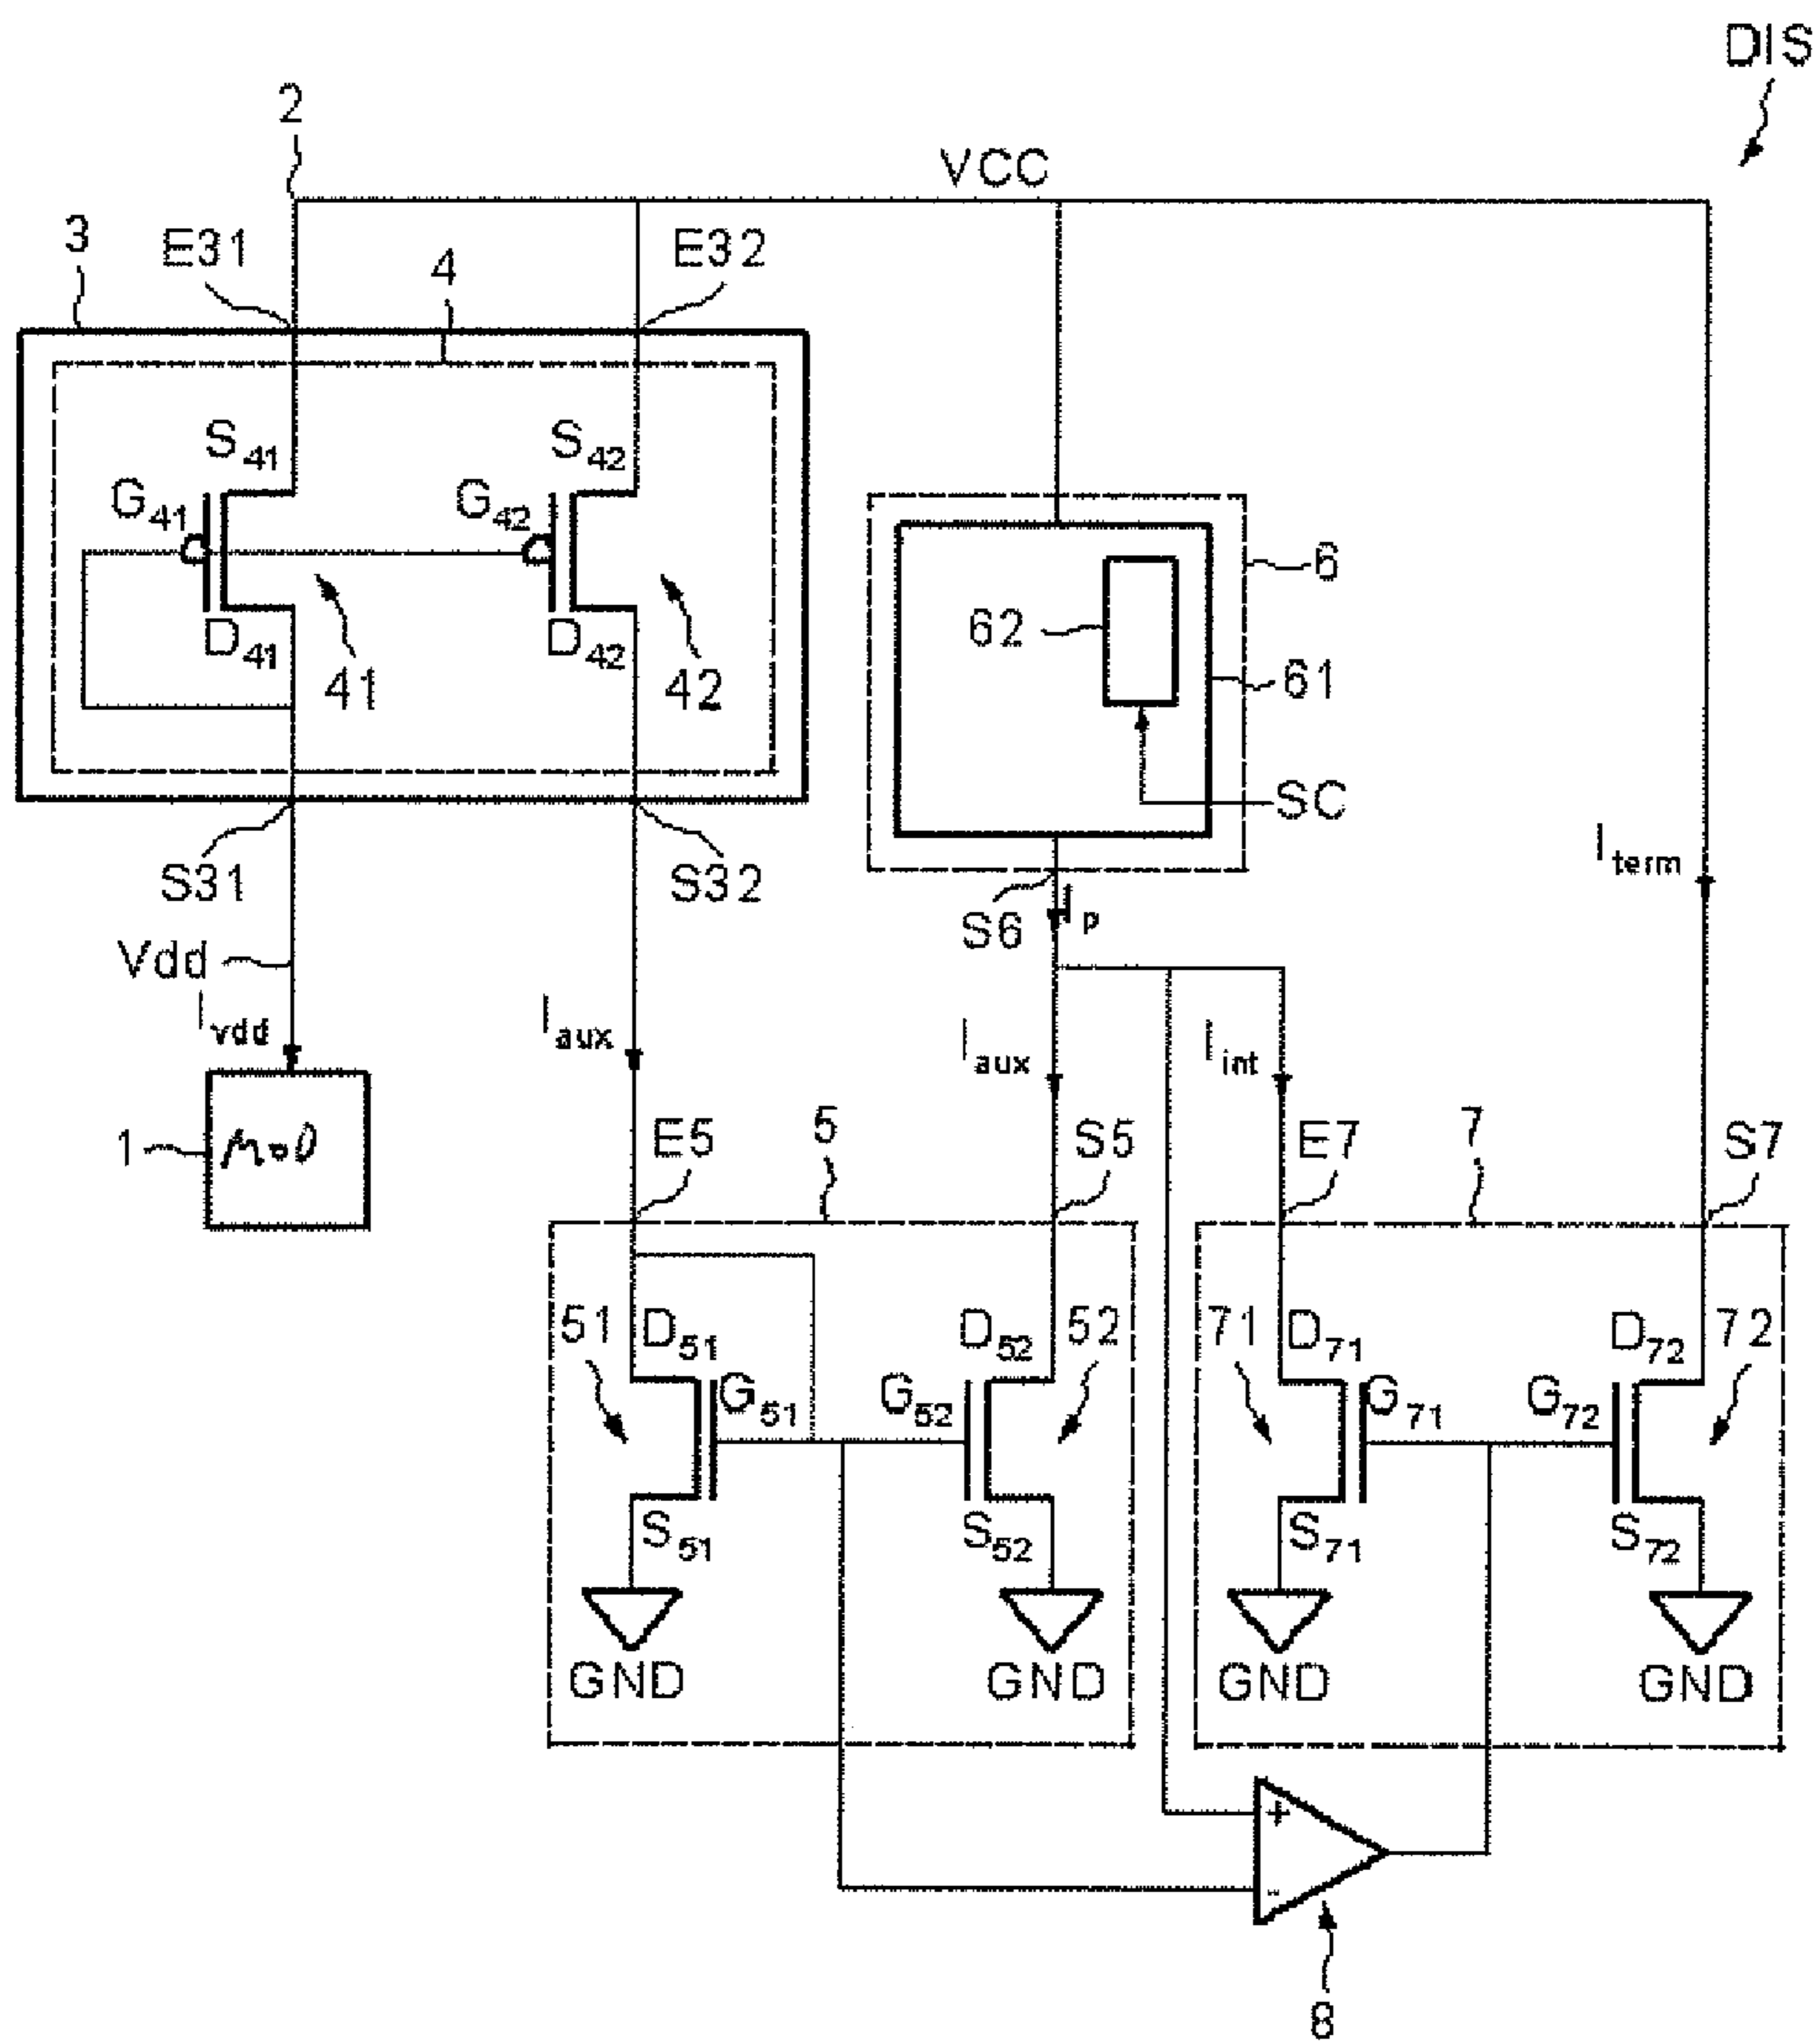 DIS
2
VCC
3
E31
4
E32
S41
S42
G41
G42
6
62
D41
D42
61
41
42
SC
Iterm
S31
S32
S6
Ip
Vdd
Ivdd
Iaux
Iaux
Iint
1
MOD
E5
5
S5
E7
7
S7
51
D51
D52
52
71
D71
D72
72
G51
G52
G71
G72
S51
S52
S71
S72
GND
GND
GND
GND
+
-
8